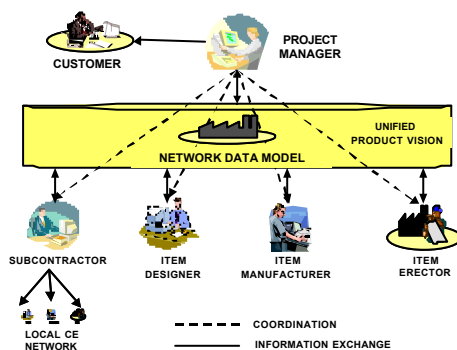 PROJECT
MANAGER
CUSTOMER
UNIFIED
PRODUCT VISION
NETWORK DATA MODEL
SUBCONTRACTOR
ITEM
DESIGNER
ITEM
MANUFACTURER
ITEM
ERECTOR
LOCAL CE
NETWORK
COORDINATION
INFORMATION EXCHANGE